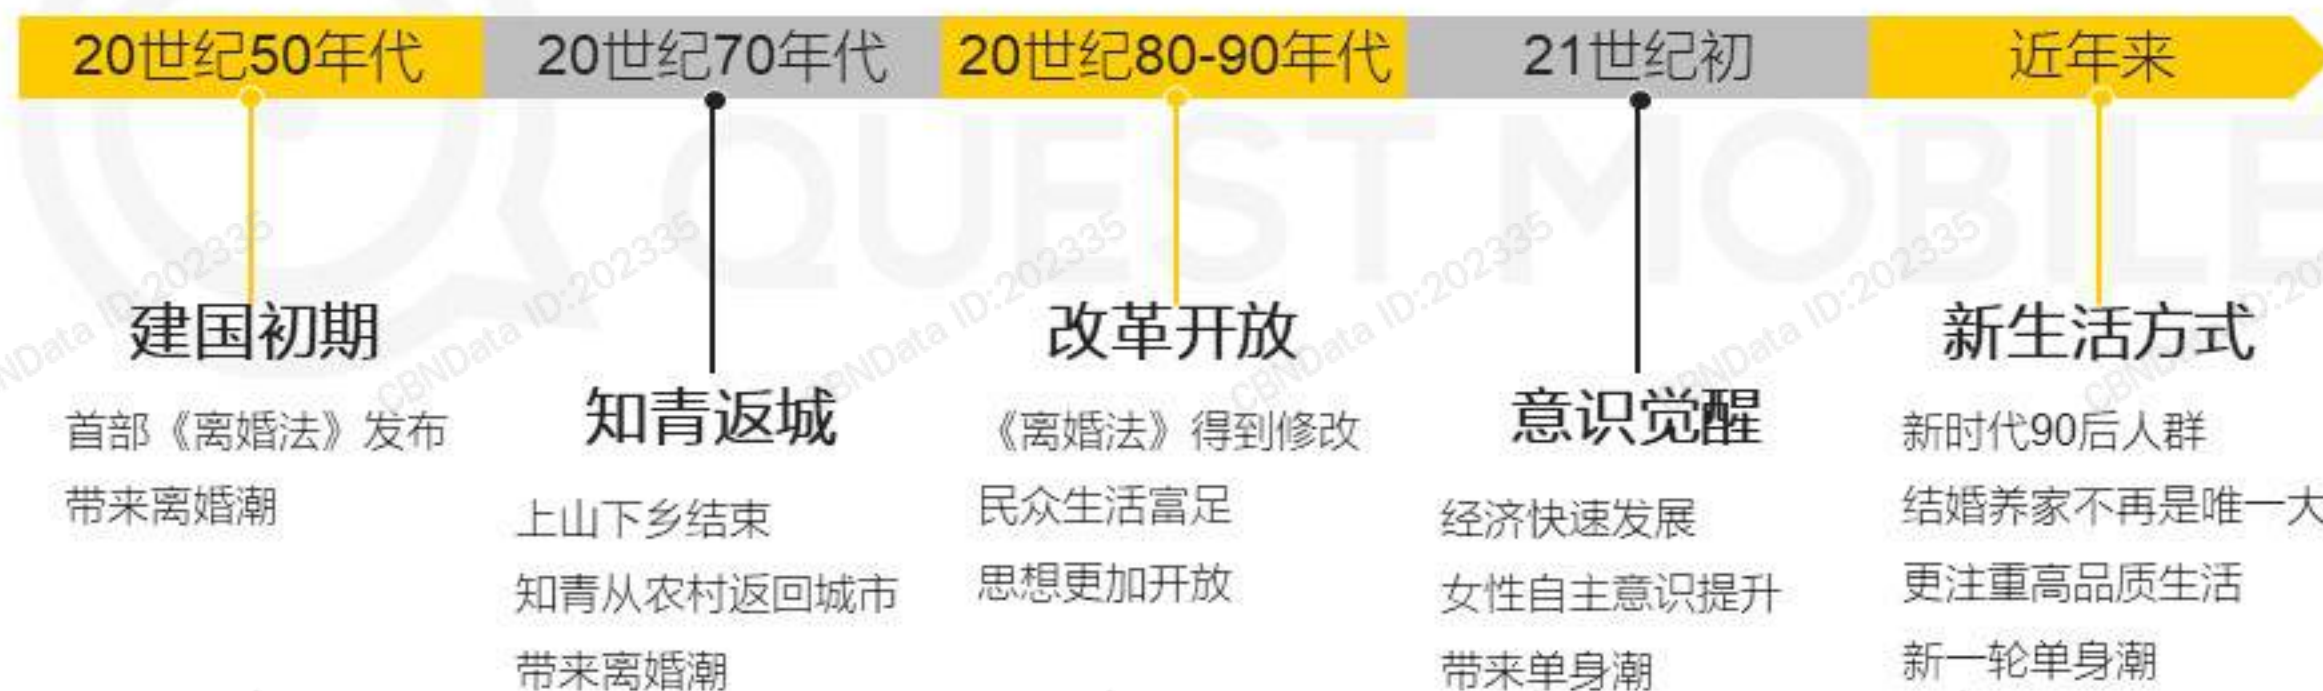 20世纪50年代
20世纪70年代
20世纪80-90年代
21世纪初
近年来
建国初期
首部《离婚法》发布
带来离婚潮
知青返城
上山下乡结束
知青从农村返回城市
带来离婚潮
改革开放
《离婚法》得到修改
民众生活富足
思想更加开放
意识觉醒
经济快速发展
女性自主意识提升
带来单身潮
新生活方式
新时代90后人群
结婚养家不再是唯一大
更注重高品质生活
新一轮单身潮
QUEST MOBILE
CBNData ID:202335